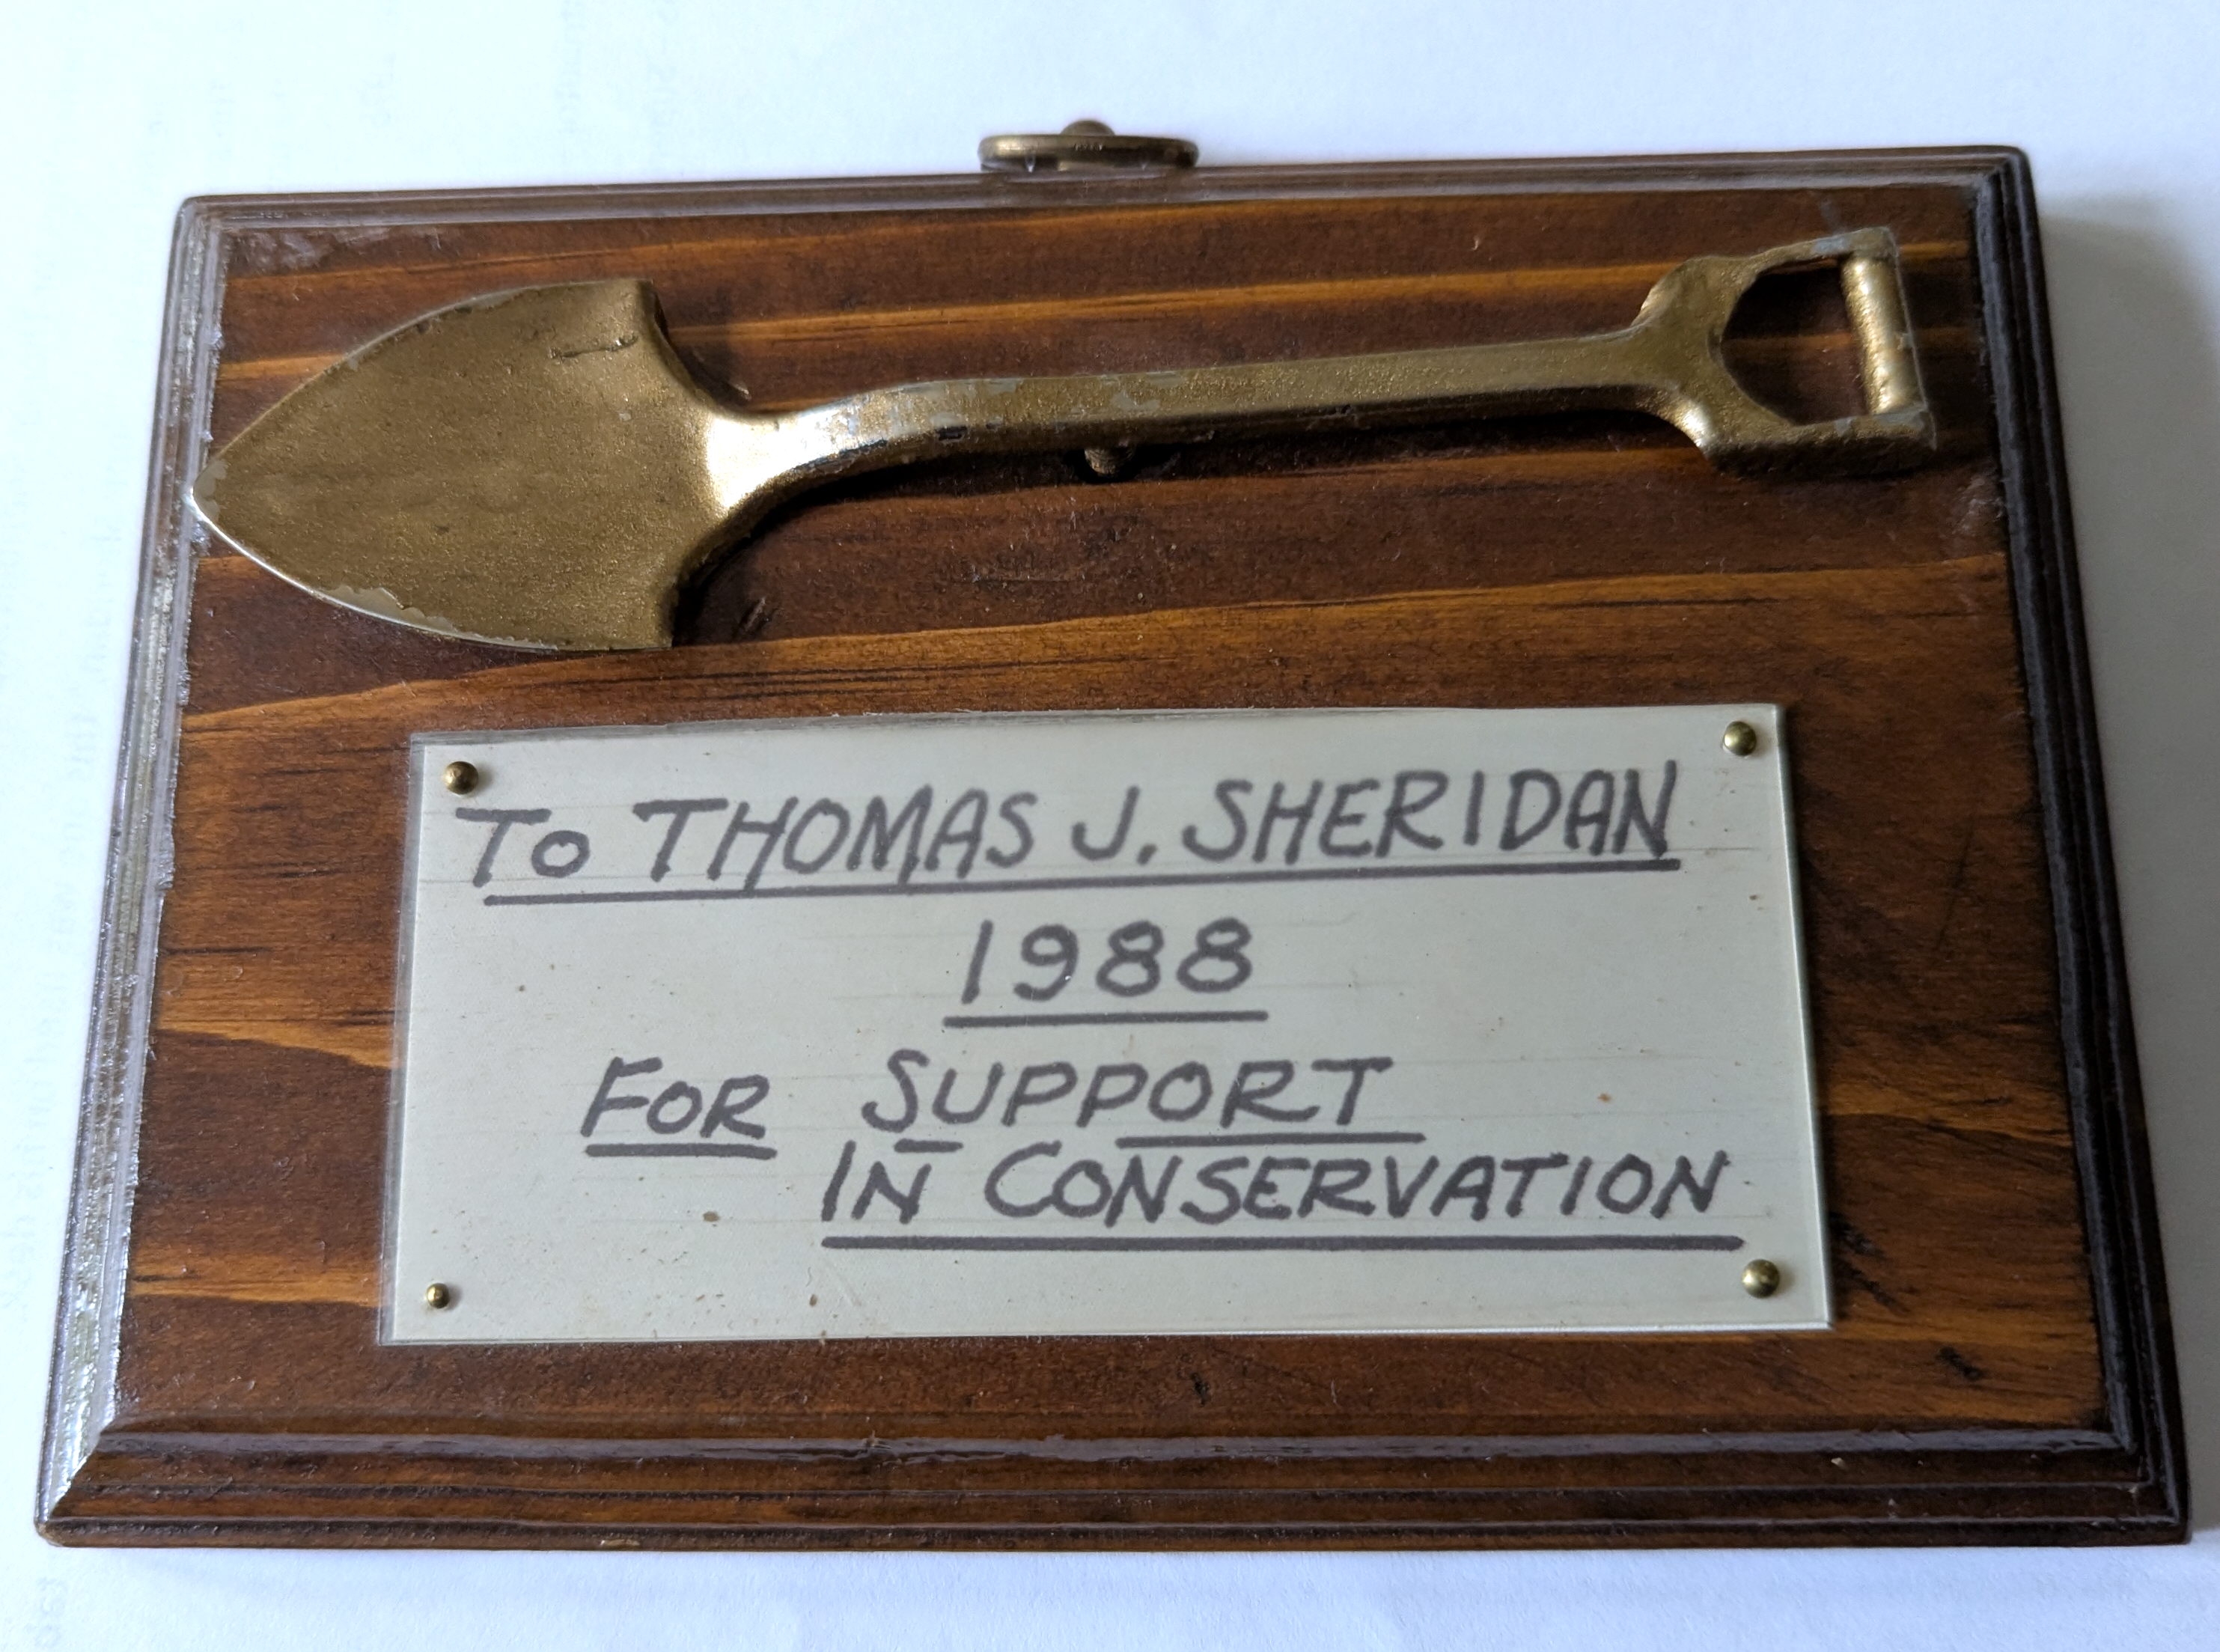 To THOMAS J. SHERIDAN
1988
FOR SUPPORT
IN CONSERVATION